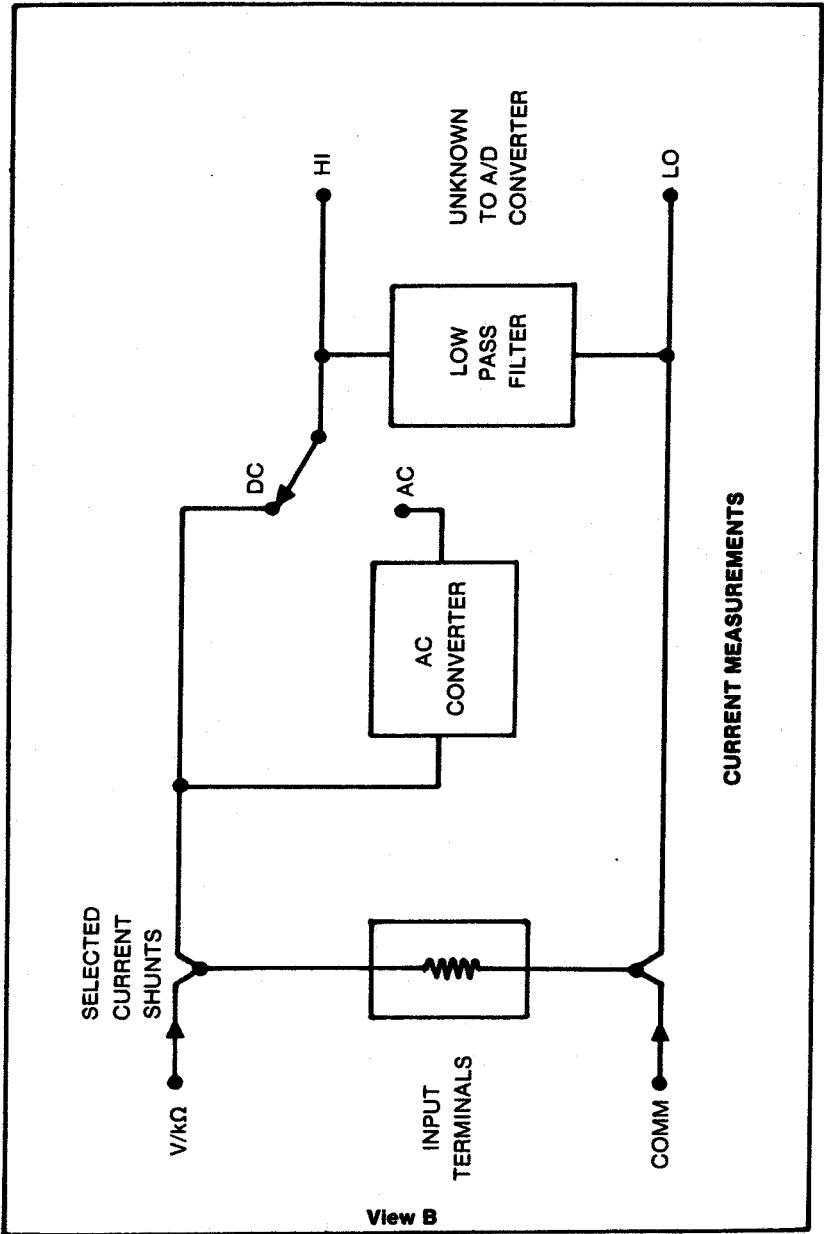 SELECTED
CURRENT
SHUNTS
V/kΩ
INPUT
TERMINALS
COMM
DC
AC
AC
CONVERTER
LOW
PASS
FILTER
HI
UNKNOWN
TO A/D
CONVERTER
LO
CURRENT MEASUREMENTS
View B